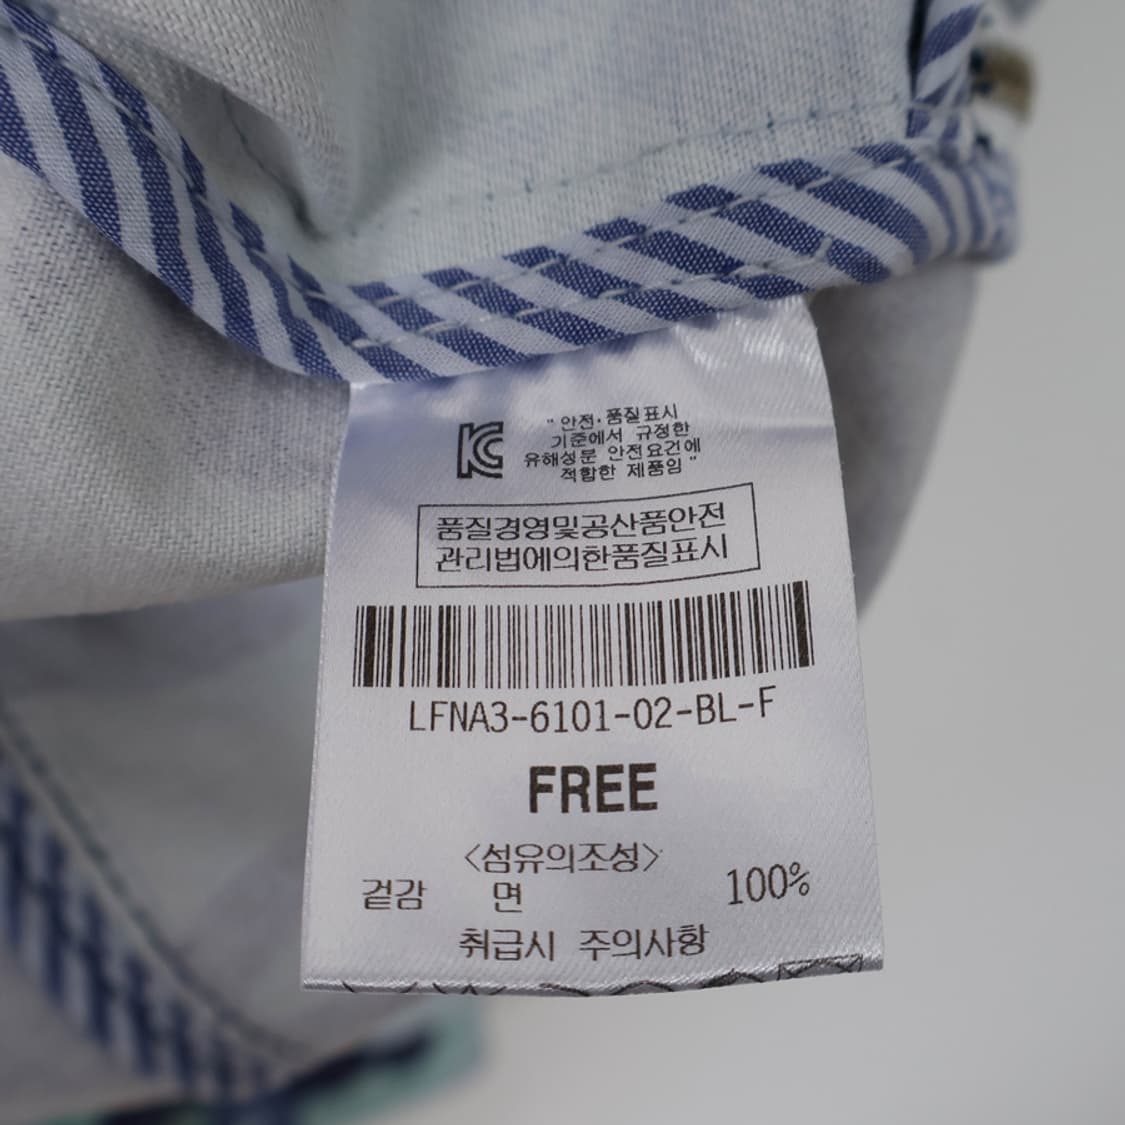 KC
" 안전·품질표시
기준에서 규정한
유해성분 안전요건에
적합한 제품임 "
품질경영및공산품안전
관리법에의한품질표시
LFNA3-6101-02-BL-F
FREE
<섬유의조성>
겉감 면 100%
취급시 주의사항